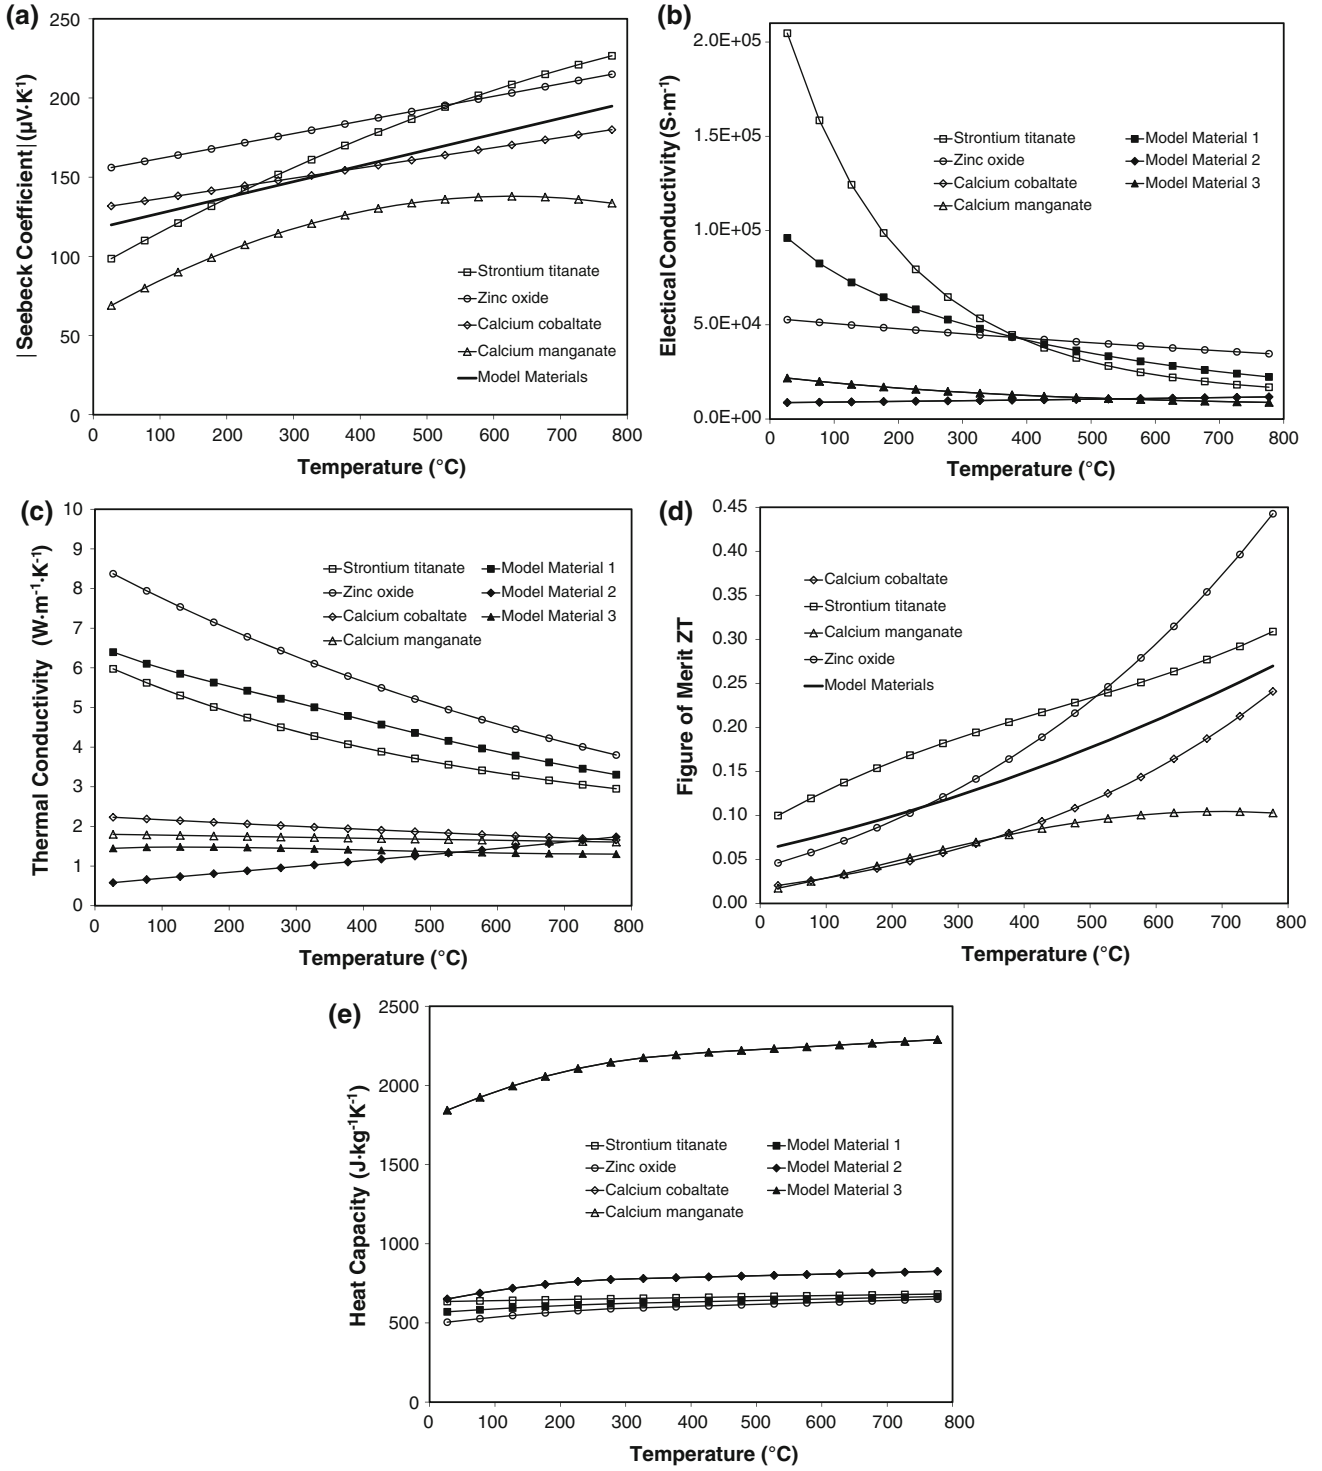 (a)
250
200
150
100
50
0
|Seebeck Coefficient| (µV·K-1)
Strontium titanate
Zinc oxide
Calcium cobaltate
Calcium manganate
Model Materials
0 100 200 300 400 500 600 700 800
Temperature (°C)
(b)
2.0E+05
1.5E+05
1.0E+05
5.0E+04
0.0E+00
Electical Conductivity (S·m-1)
Strontium titanate
Zinc oxide
Calcium cobaltate
Calcium manganate
Model Material 1
Model Material 2
Model Material 3
0 100 200 300 400 500 600 700 800
Temperature (°C)
(c)
10
9
8
7
6
5
4
3
2
1
0
Thermal Conductivity (W·m-1·K-1)
Strontium titanate
Zinc oxide
Calcium cobaltate
Calcium manganate
Model Material 1
Model Material 2
Model Material 3
0 100 200 300 400 500 600 700 800
Temperature (°C)
(d)
0.45
0.40
0.35
0.30
0.25
0.20
0.15
0.10
0.05
0.00
Figure of Merit ZT
Calcium cobaltate
Strontium titanate
Calcium manganate
Zinc oxide
Model Materials
0 100 200 300 400 500 600 700 800
Temperature (°C)
(e)
2500
2000
1500
1000
500
0
Heat Capacity (J·kg-1K-1)
Strontium titanate
Zinc oxide
Calcium cobaltate
Calcium manganate
Model Material 1
Model Material 2
Model Material 3
0 100 200 300 400 500 600 700 800
Temperature (°C)